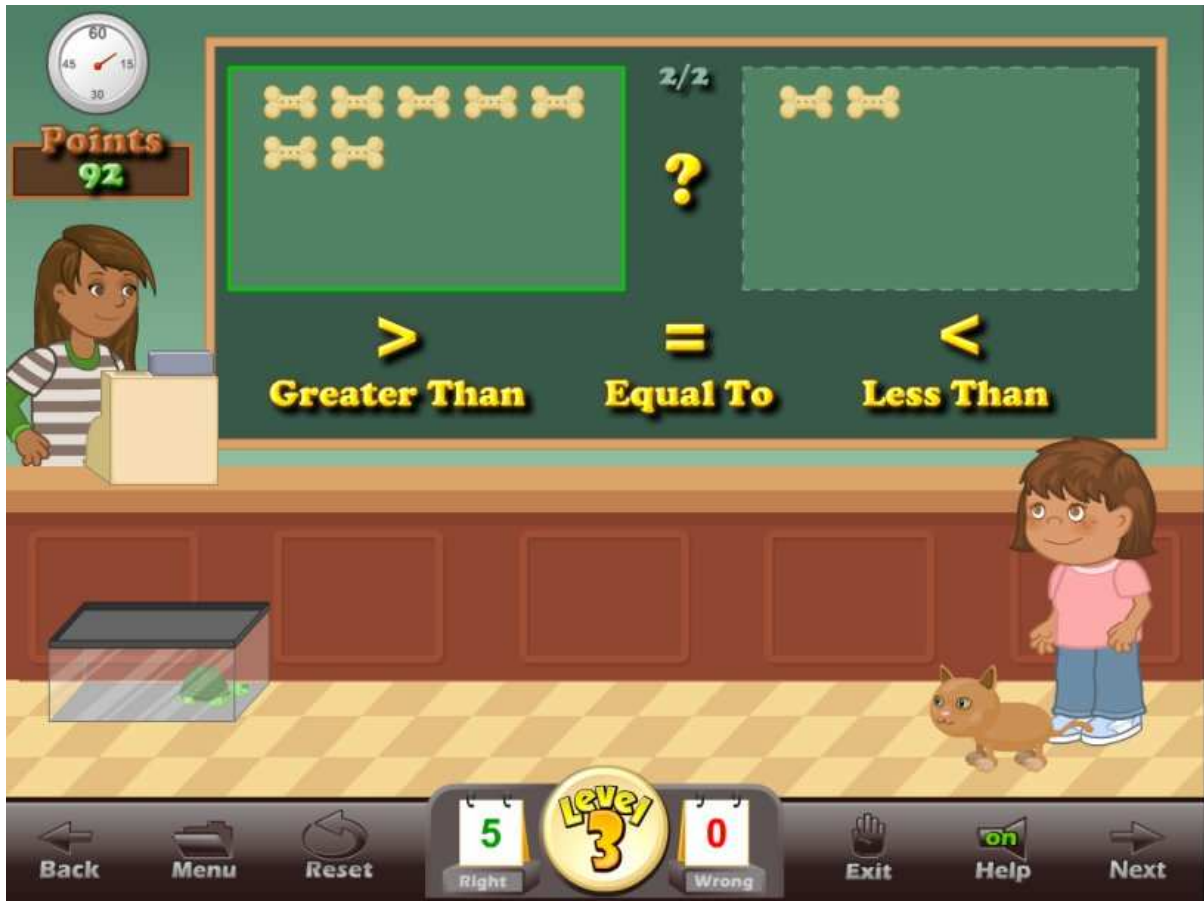 60
45 15
30
Points
92
2/2
?
> = <
Greater Than Equal To Less Than
Back Menu Reset
5
Right
Level
3
0
Wrong
Exit
on
Help
Next